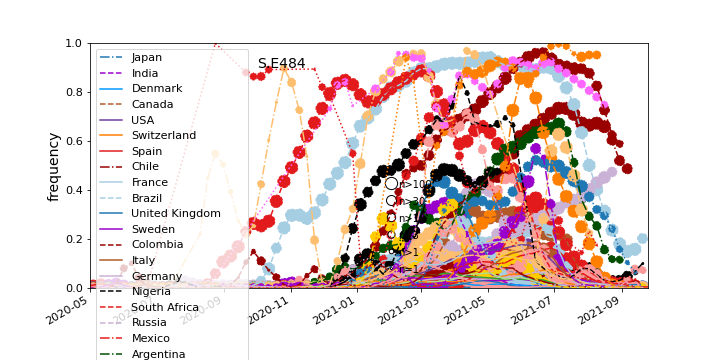 S.E484
frequency
1.0
0.8
0.6
0.4
0.2
0.0
Japan
India
Denmark
Canada
USA
Switzerland
Spain
Chile
France
Brazil
United Kingdom
Sweden
Colombia
Italy
Germany
Nigeria
South Africa
Russia
Mexico
Argentina
n>100
n>30
n>1
n>1
2020-05
2020-09
2020-11
2021-01
2021-03
2021-05
2021-07
2021-09